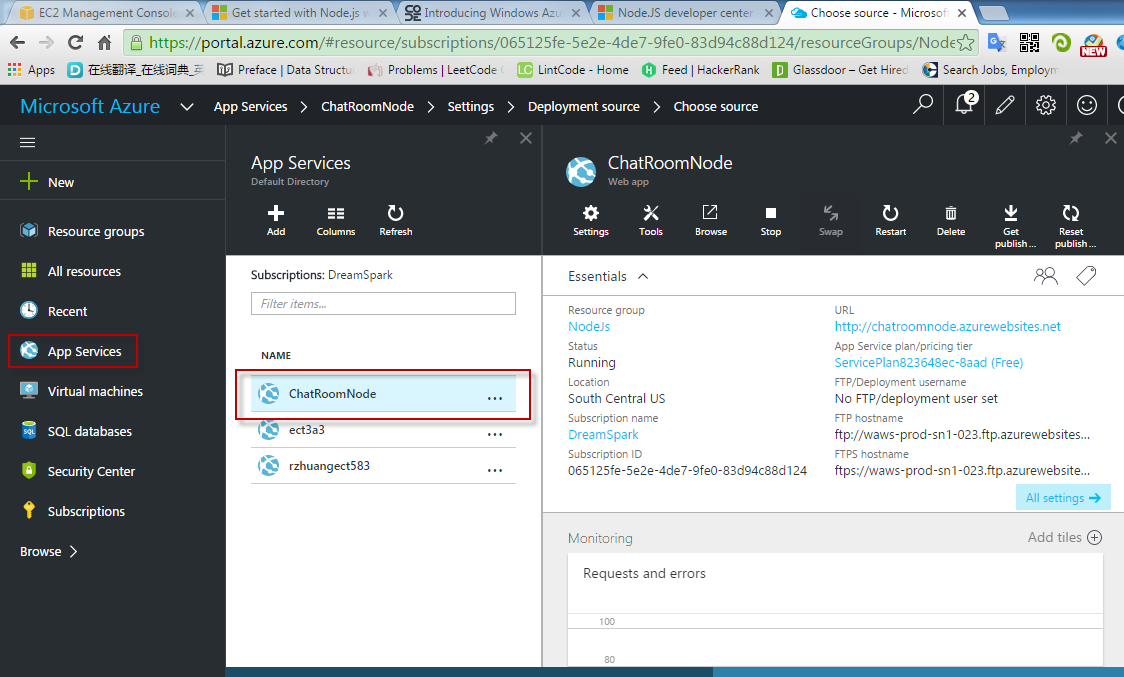 EC2 Management Console
Get started with Node.js w
Introducing Windows Azu
NodeJS developer center
Choose source - Microsoft
https://portal.azure.com/#resource/subscriptions/065125fe-5e2e-4de7-9fe0-83d94c88d124/resourceGroups/Node
NEW
Apps
在线翻译_在线词典_英
Preface | Data Structu
Problems | LeetCode
LintCode - Home
Feed | HackerRank
Glassdoor – Get Hired
Search Jobs, Employm
Microsoft Azure
App Services
ChatRoomNode
Settings
Deployment source
Choose source
2
New
Resource groups
All resources
Recent
App Services
Virtual machines
SQL databases
Security Center
Subscriptions
Browse
App Services
Default Directory
Add
Columns
Refresh
Subscriptions: DreamSpark
Filter items...
NAME
ChatRoomNode
ect3a3
rzhuangect583
ChatRoomNode
Web app
Settings
Tools
Browse
Stop
Swap
Restart
Delete
Get
publish ...
Reset
publish ...
Essentials
Resource group
NodeJs
Status
Running
Location
South Central US
Subscription name
DreamSpark
Subscription ID
065125fe-5e2e-4de7-9fe0-83d94c88d124
URL
http://chatroomnode.azurewebsites.net
App Service plan/pricing tier
ServicePlan823648ec-8aad (Free)
FTP/Deployment username
No FTP/deployment user set
FTP hostname
ftp://waws-prod-sn1-023.ftp.azurewebsites...
FTPS hostname
ftps://waws-prod-sn1-023.ftp.azurewebsite...
All settings
Monitoring
Add tiles
Requests and errors
100
80